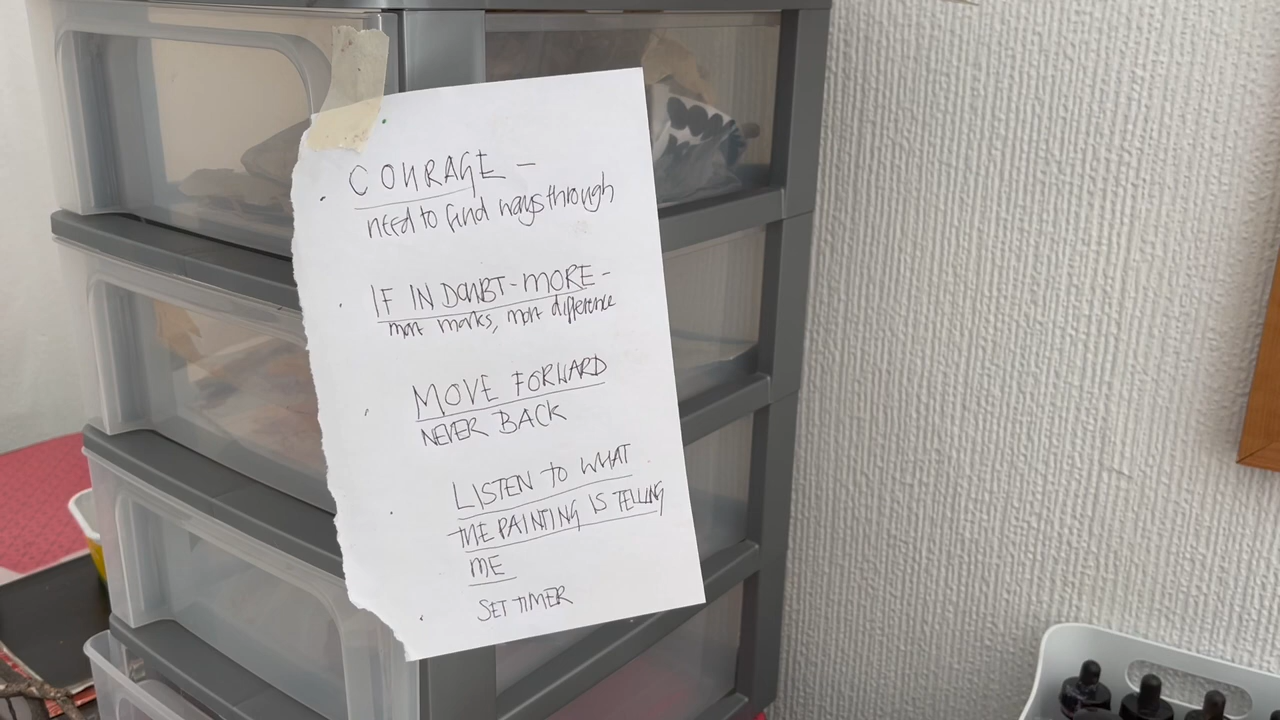 COURAGE –
need to find ways through
IF IN DOUBT - MORE -
more marks, more difference
MOVE FORWARD
NEVER BACK
LISTEN TO WHAT
THE PAINTING IS TELLING
ME
SET TIMER